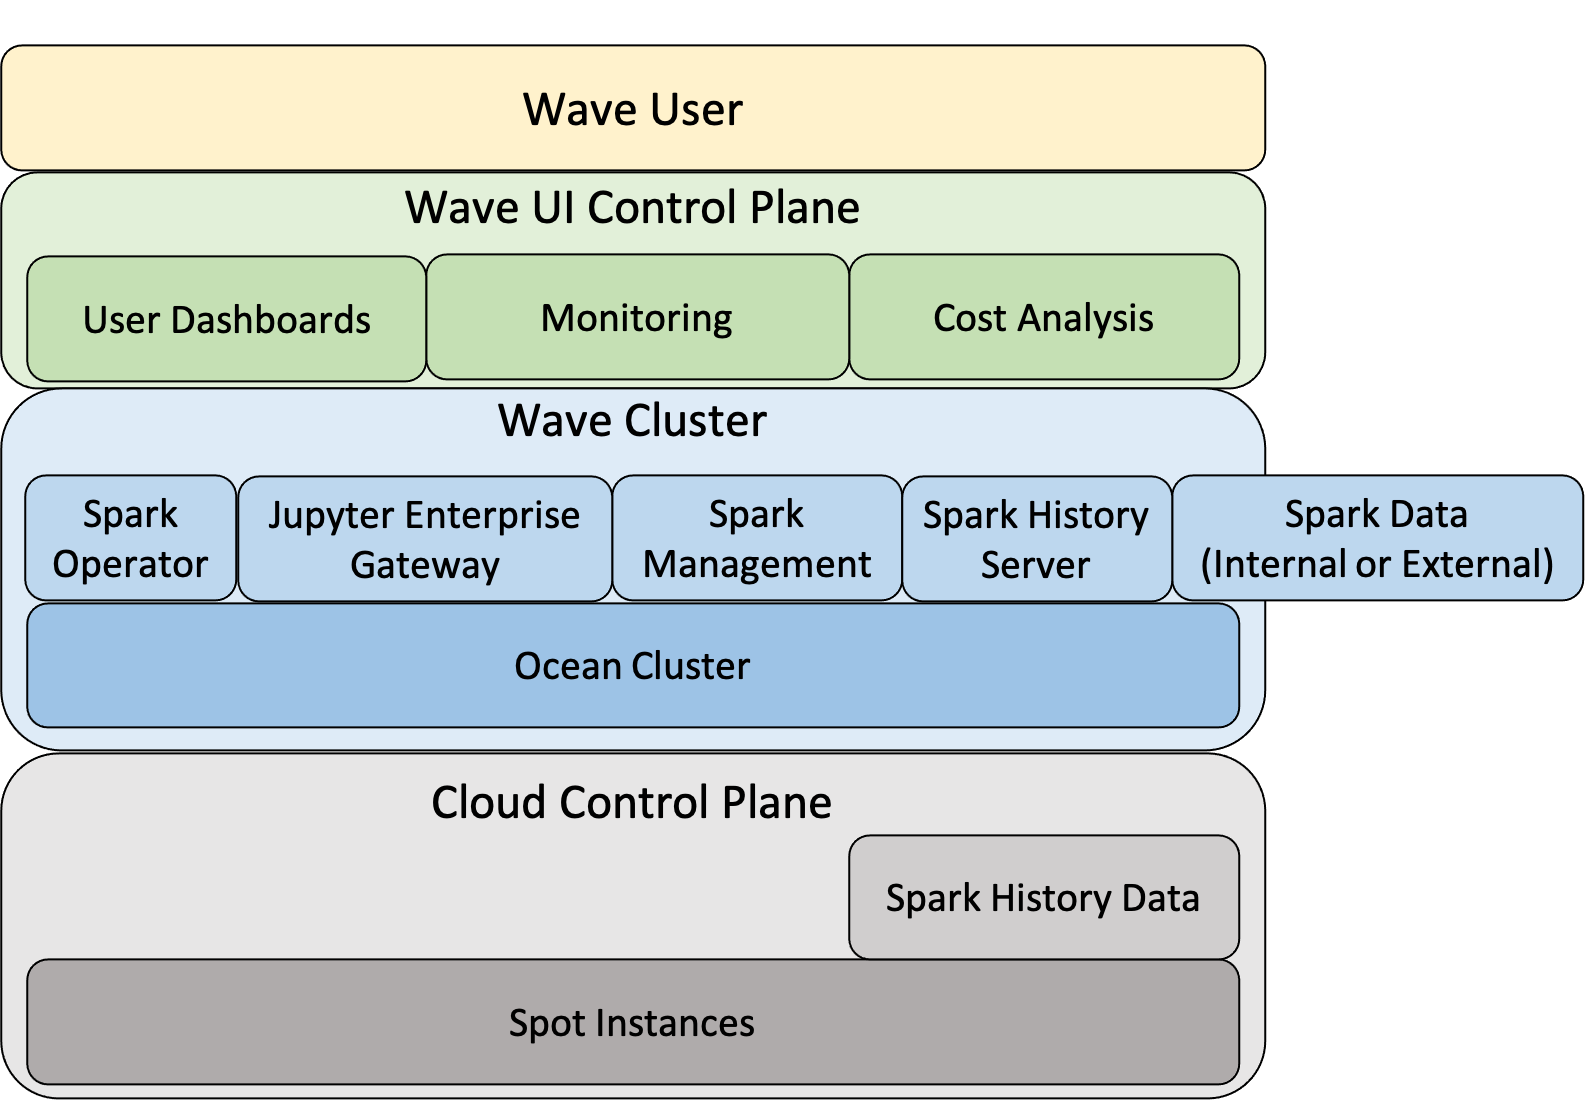 Wave User
Wave UI Control Plane
User Dashboards
Monitoring
Cost Analysis
Wave Cluster
Spark
Operator
Jupyter Enterprise
Gateway
Spark
Management
Spark History
Server
Spark Data
(Internal or External)
Ocean Cluster
Cloud Control Plane
Spark History Data
Spot Instances